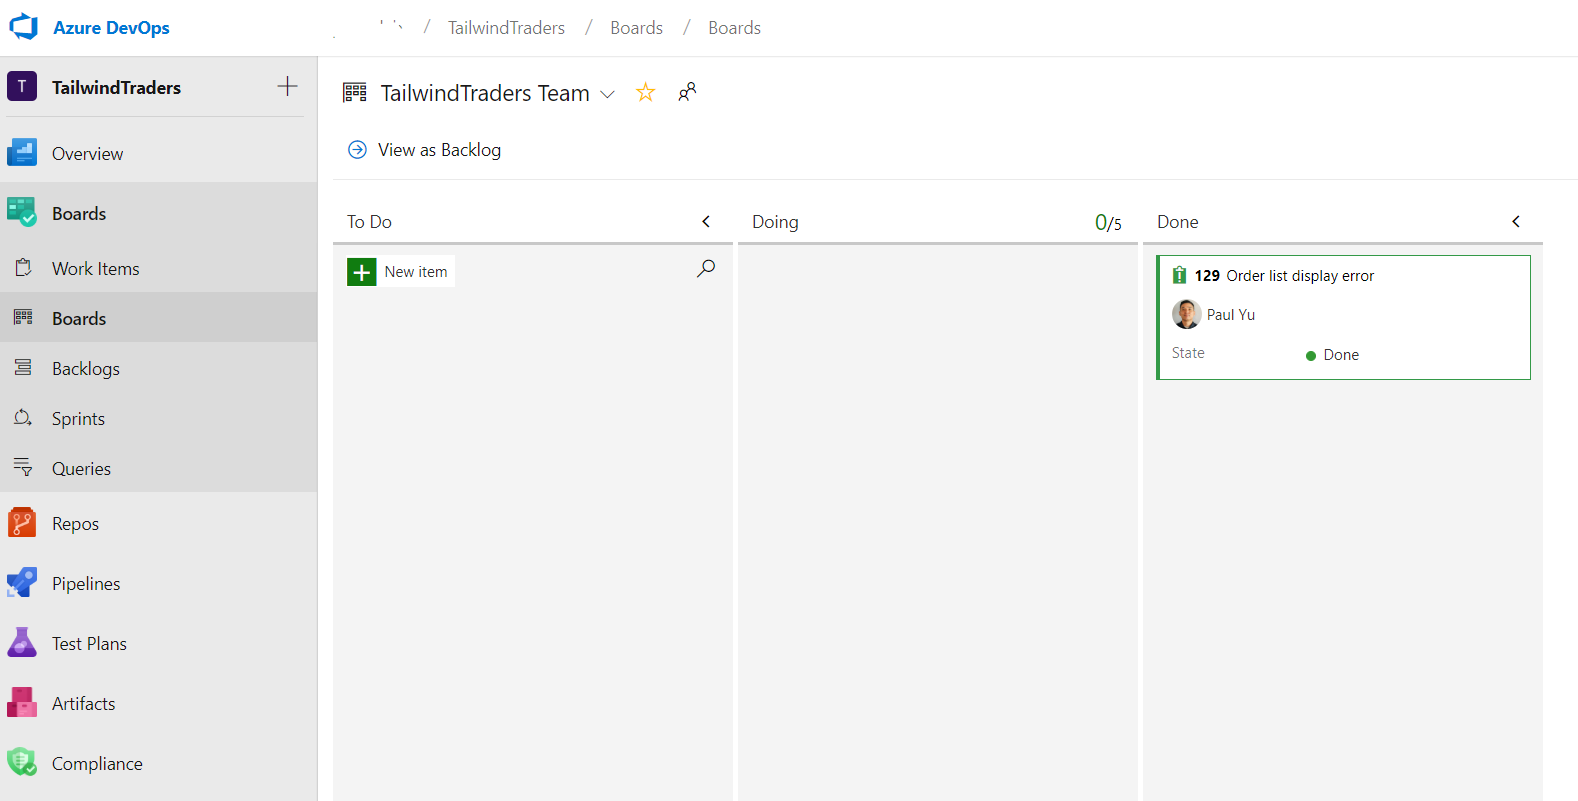 Azure DevOps
/ TailwindTraders / Boards / Boards
T TailwindTraders
TailwindTraders Team
View as Backlog
Overview
Boards
Work Items
Boards
Backlogs
Sprints
Queries
Repos
Pipelines
Test Plans
Artifacts
Compliance
To Do
New item
Doing 0/5
Done
129 Order list display error
Paul Yu
State Done